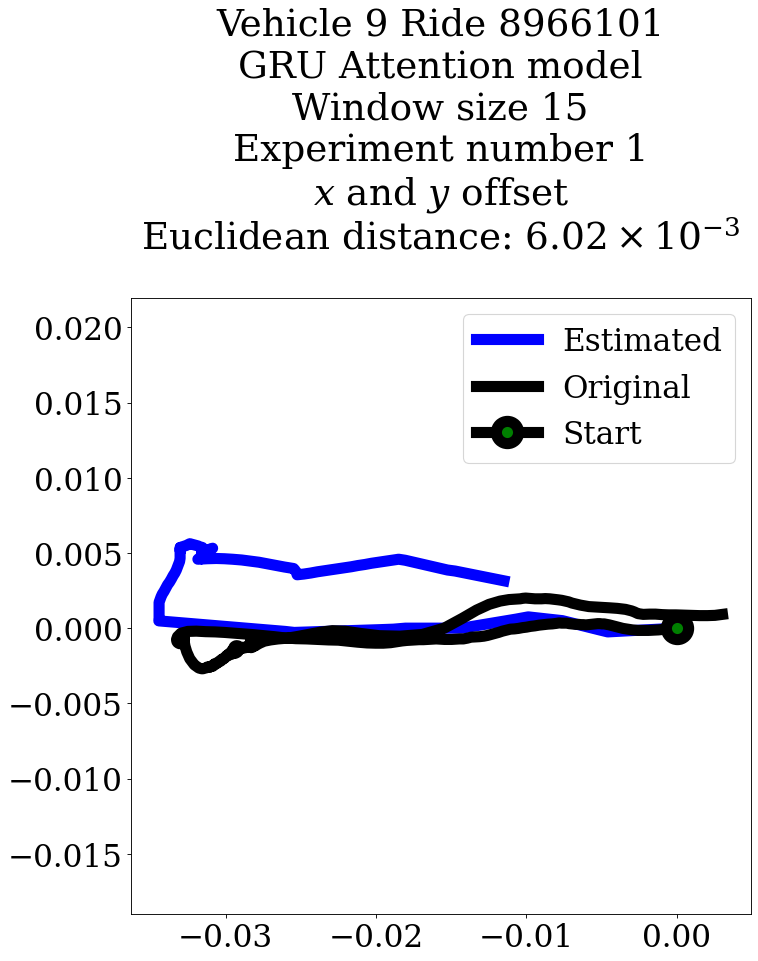 Vehicle 9 Ride 8966101
GRU Attention model
Window size 15
Experiment number 1
x and y offset
Euclidean distance: 6.02 × 10⁻³
Estimated
Original
Start
0.020
0.015
0.010
0.005
0.000
−0.005
−0.010
−0.015
−0.03
−0.02
−0.01
0.00